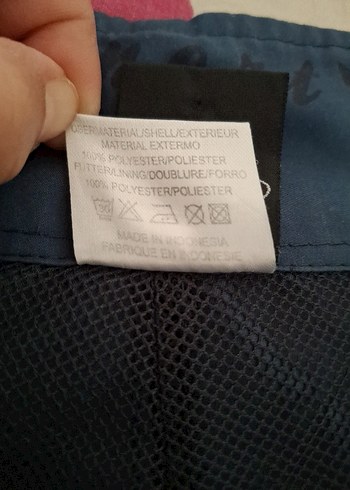 OBERMATERIAL/SHELL/EXTERIEUR
MATERIAL EXTERMO
100% POLYESTER/POLIESTER
FUTTER/LINING/DOUBLURE/FORRO
100% POLYESTER/POLIESTER
MADE IN INDONESIA
FABRIQUE EN INDONESIE